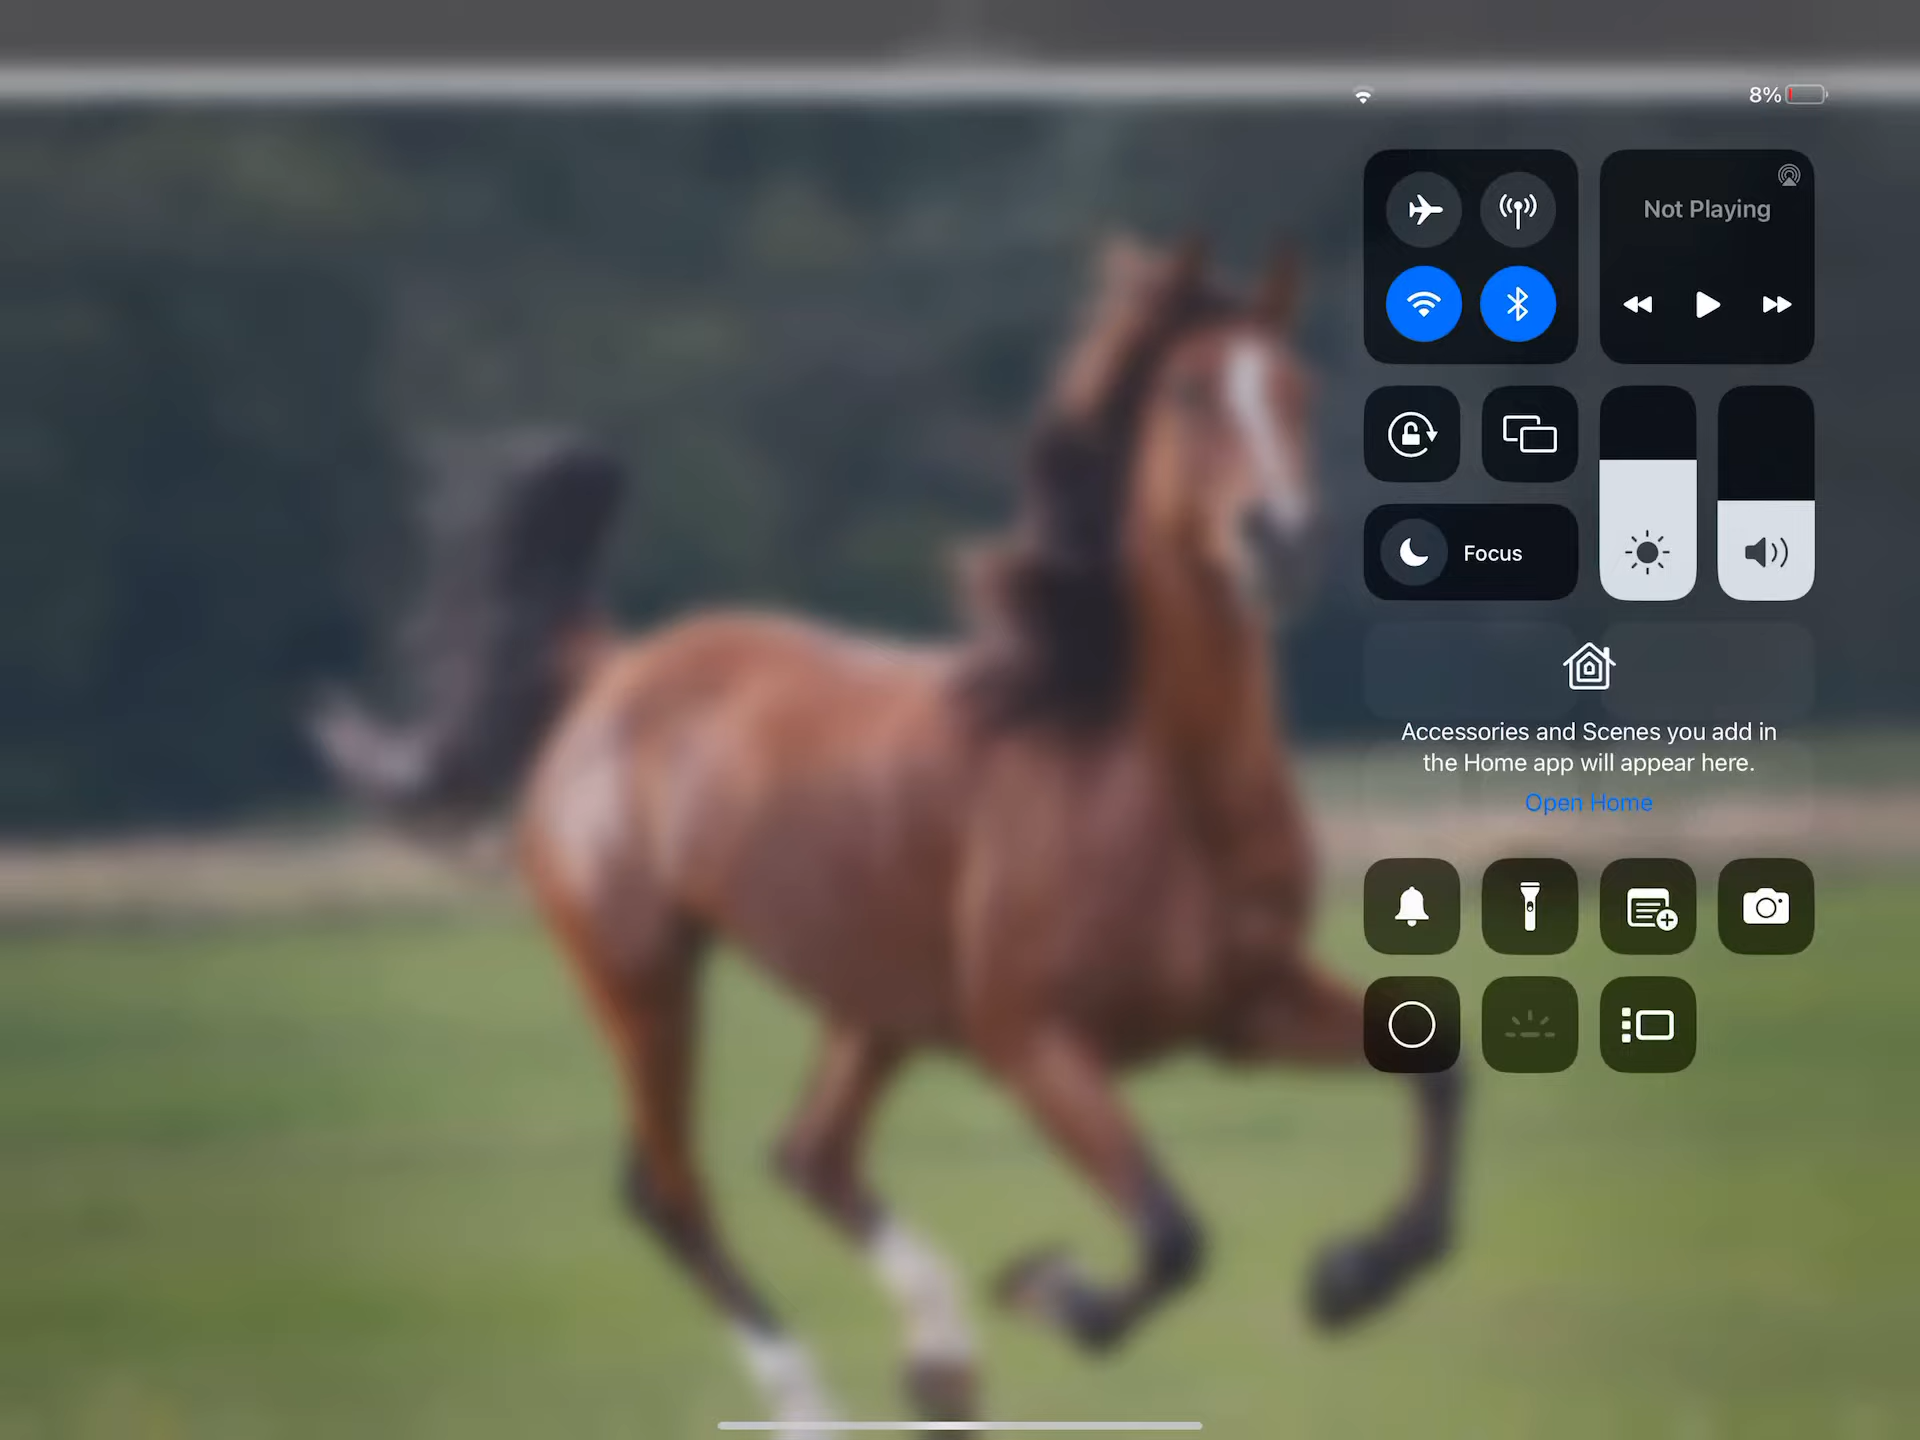 8%
Not Playing
Focus
Accessories and Scenes you add in
the Home app will appear here.
Open Home